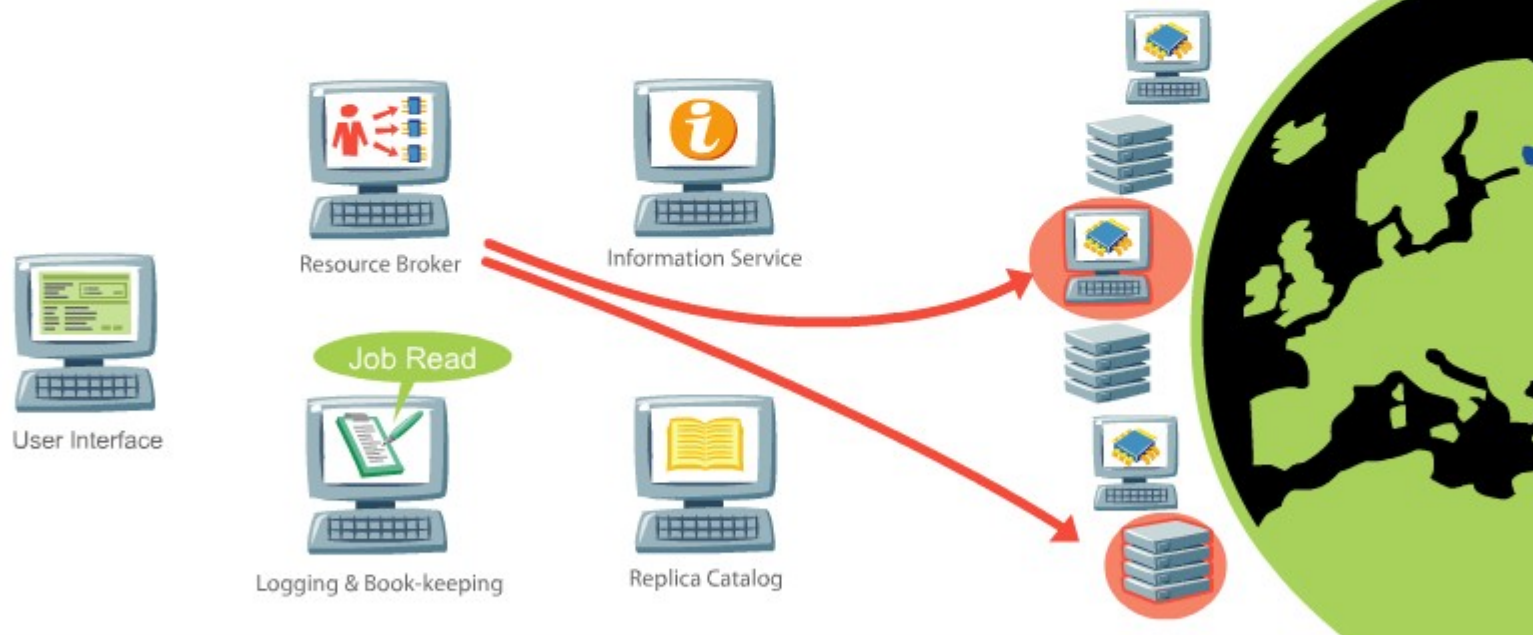 Resource Broker
Information Service
User Interface
Job Read
Logging & Book-keeping
Replica Catalog